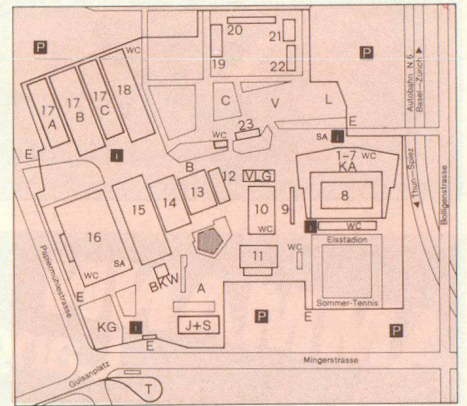 20
21
19
22
P
P
WC
18
17
A
17
B
17
C
Autobahn N 6
Basel–Zürich
C
V
L
23
WC
E
SA i
E
i
B
1–7 WC
KA
12
VLG
13
14
15
10
9
8
Thun–Spiez
Bolligenstrasse
16
WC
i
WC
Eisstadion
WC
SA
WC
11
Papiermühlestrasse
BKW
A
E
Sommer-Tennis
KG
i
J+S
P
E
P
E
Mingerstrasse
Guisanplatz
T